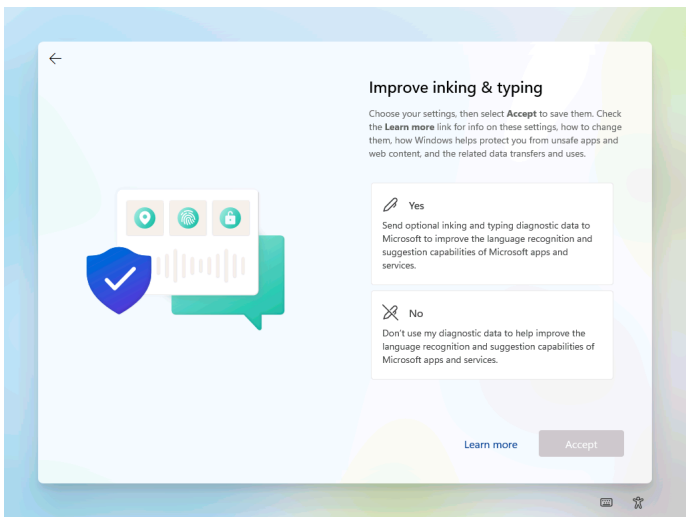 Improve inking & typing
Choose your settings, then select Accept to save them. Check
the Learn more link for info on these settings, how to change
them, how Windows helps protect you from unsafe apps and
web content, and the related data transfers and uses.
Yes
Send optional inking and typing diagnostic data to
Microsoft to improve the language recognition and
suggestion capabilities of Microsoft apps and
services.
No
Don't use my diagnostic data to help improve the
language recognition and suggestion capabilities of
Microsoft apps and services.
Learn more
Accept